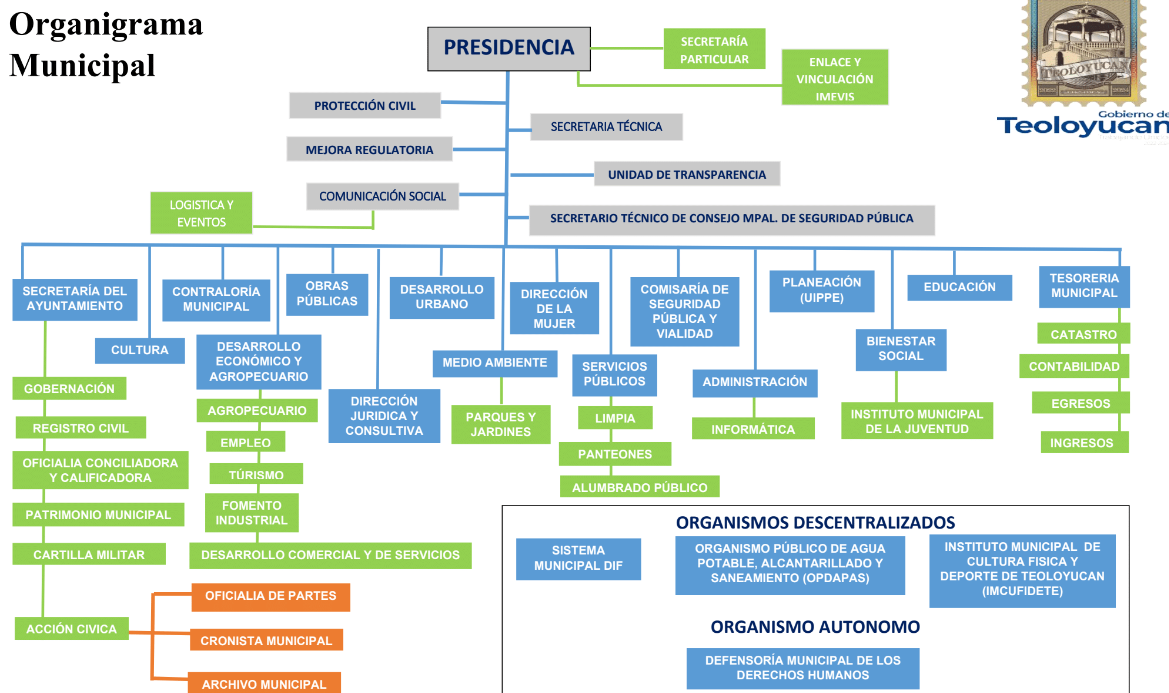 Organigrama
Municipal
PRESIDENCIA
SECRETARÍA
PARTICULAR
ENLACE Y
VINCULACIÓN
IMEVIS
TEOLOYUCAN
Gobierno de
Teoloyucan
PROTECCIÓN CIVIL
SECRETARIA TÉCNICA
MEJORA REGULATORIA
UNIDAD DE TRANSPARENCIA
COMUNICACIÓN SOCIAL
LOGISTICA Y
EVENTOS
SECRETARIO TÉCNICO DE CONSEJO MPAL. DE SEGURIDAD PÚBLICA
SECRETARÍA DEL
AYUNTAMIENTO
CULTURA
CONTRALORÍA
MUNICIPAL
DESARROLLO
ECONÓMICO Y
AGROPECUARIO
OBRAS
PÚBLICAS
DIRECCIÓN
JURIDICA Y
CONSULTIVA
DESARROLLO
URBANO
MEDIO AMBIENTE
DIRECCIÓN
DE LA
MUJER
SERVICIOS
PÚBLICOS
COMISARÍA DE
SEGURIDAD
PÚBLICA Y
VIALIDAD
ADMINISTRACIÓN
PLANEACIÓN
(UIPPE)
BIENESTAR
SOCIAL
EDUCACIÓN
TESORERIA
MUNICIPAL
GOBERNACIÓN
REGISTRO CIVIL
OFICIALIA CONCILIADORA
Y CALIFICADORA
PATRIMONIO MUNICIPAL
CARTILLA MILITAR
ACCIÓN CIVICA
OFICIALIA DE PARTES
CRONISTA MUNICIPAL
ARCHIVO MUNICIPAL
AGROPECUARIO
EMPLEO
TÚRISMO
FOMENTO
INDUSTRIAL
DESARROLLO COMERCIAL Y DE SERVICIOS
PARQUES Y
JARDINES
LIMPIA
PANTEONES
ALUMBRADO PÚBLICO
INFORMÁTICA
INSTITUTO MUNICIPAL
DE LA JUVENTUD
CATASTRO
CONTABILIDAD
EGRESOS
INGRESOS
ORGANISMOS DESCENTRALIZADOS
SISTEMA
MUNICIPAL DIF
ORGANISMO PÚBLICO DE AGUA
POTABLE, ALCANTARILLADO Y
SANEAMIENTO (OPDAPAS)
INSTITUTO MUNICIPAL DE
CULTURA FISICA Y
DEPORTE DE TEOLOYUCAN
(IMCUFIDETE)
ORGANISMO AUTONOMO
DEFENSORÍA MUNICIPAL DE LOS
DERECHOS HUMANOS